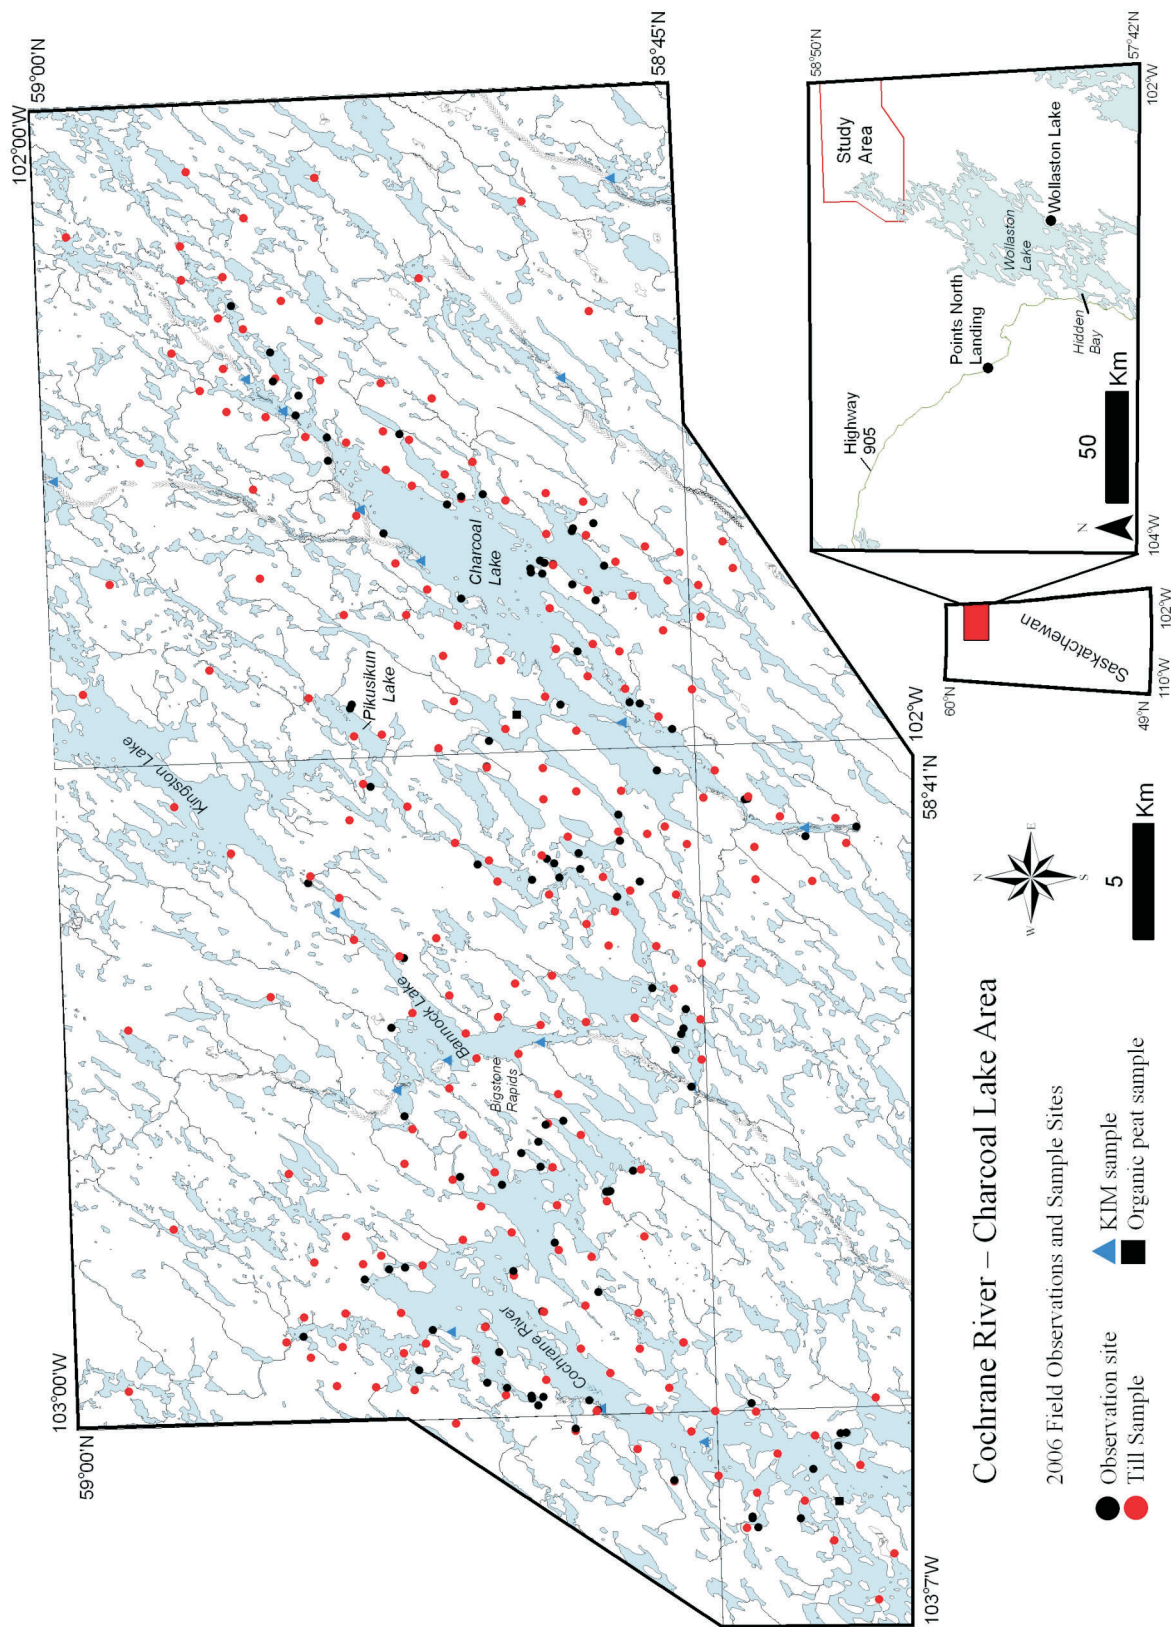 59°00'N
103°00'W
102°00'W
59°00'N
58°45'N
Kingston Lake
Pikusikun
Lake
Charcoal
Lake
Bannock Lake
Bigstone
Rapids
Cochrane River
103°7'W
58°41'N
102°W
Cochrane River – Charcoal Lake Area
2006 Field Observations and Sample Sites
Observation site
Till Sample
KIM sample
Organic peat sample
N
E
S
W
5
Km
60°N
49°N
110°W
102°W
Saskatchewan
58°50'N
57°42'N
104°W
102°W
Study
Area
Highway
905
Points North
Landing
Wollaston
Lake
Wollaston Lake
Hidden
Bay
N
50
Km